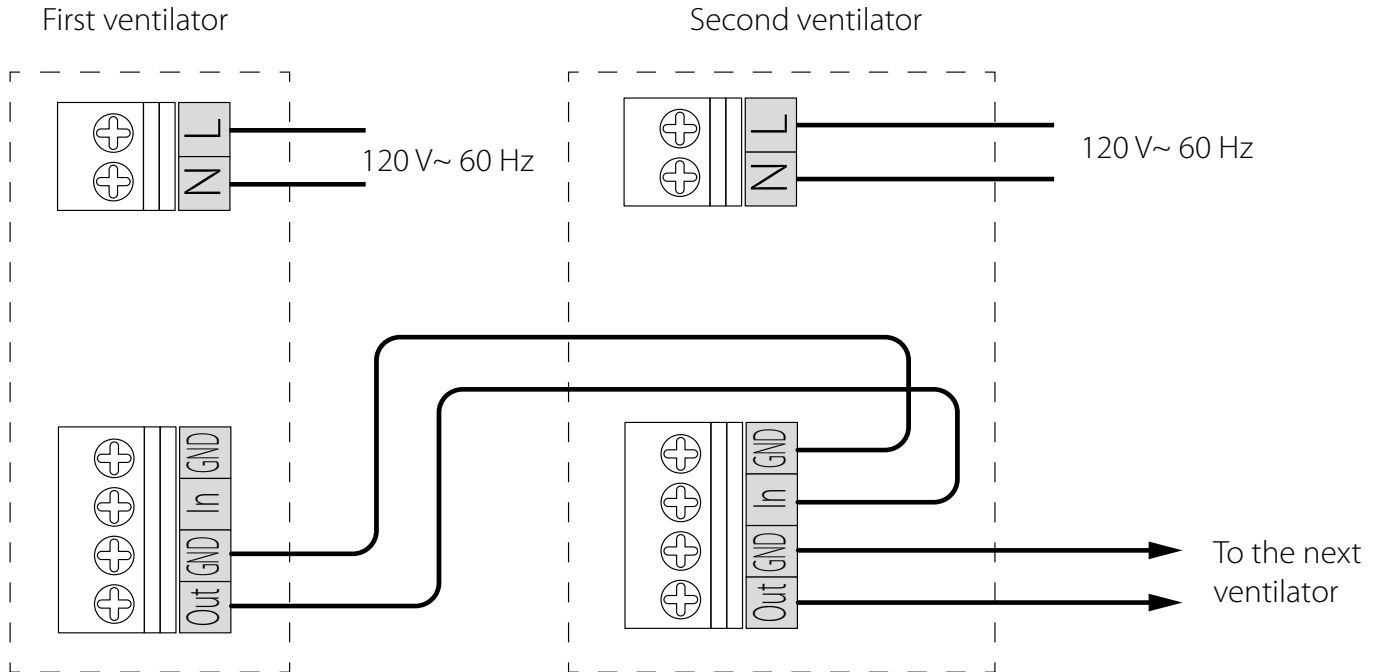 First ventilator
Second ventilator
L
N
120 V~ 60 Hz
L
N
120 V~ 60 Hz
GND
In
GND
Out
GND
In
GND
Out
To the next
ventilator